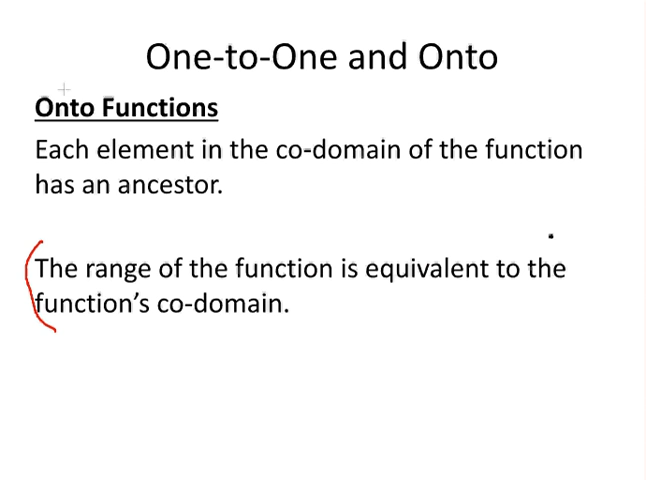 One-to-One and Onto
Onto Functions
Each element in the co-domain of the function
has an ancestor.
The range of the function is equivalent to the
function’s co-domain.